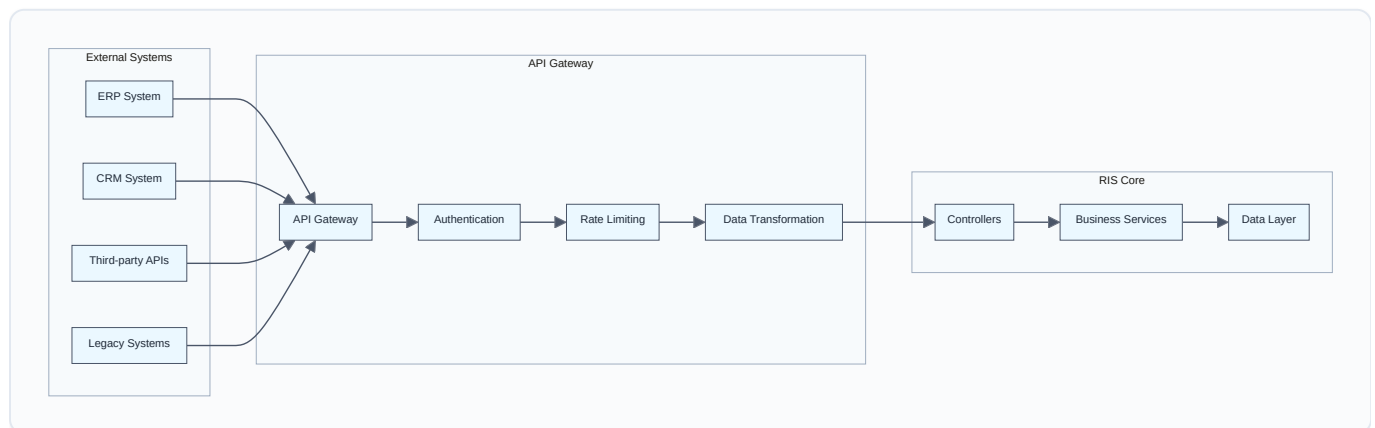 External Systems
ERP System
CRM System
Third-party APIs
Legacy Systems
API Gateway
API Gateway
Authentication
Rate Limiting
Data Transformation
RIS Core
Controllers
Business Services
Data Layer